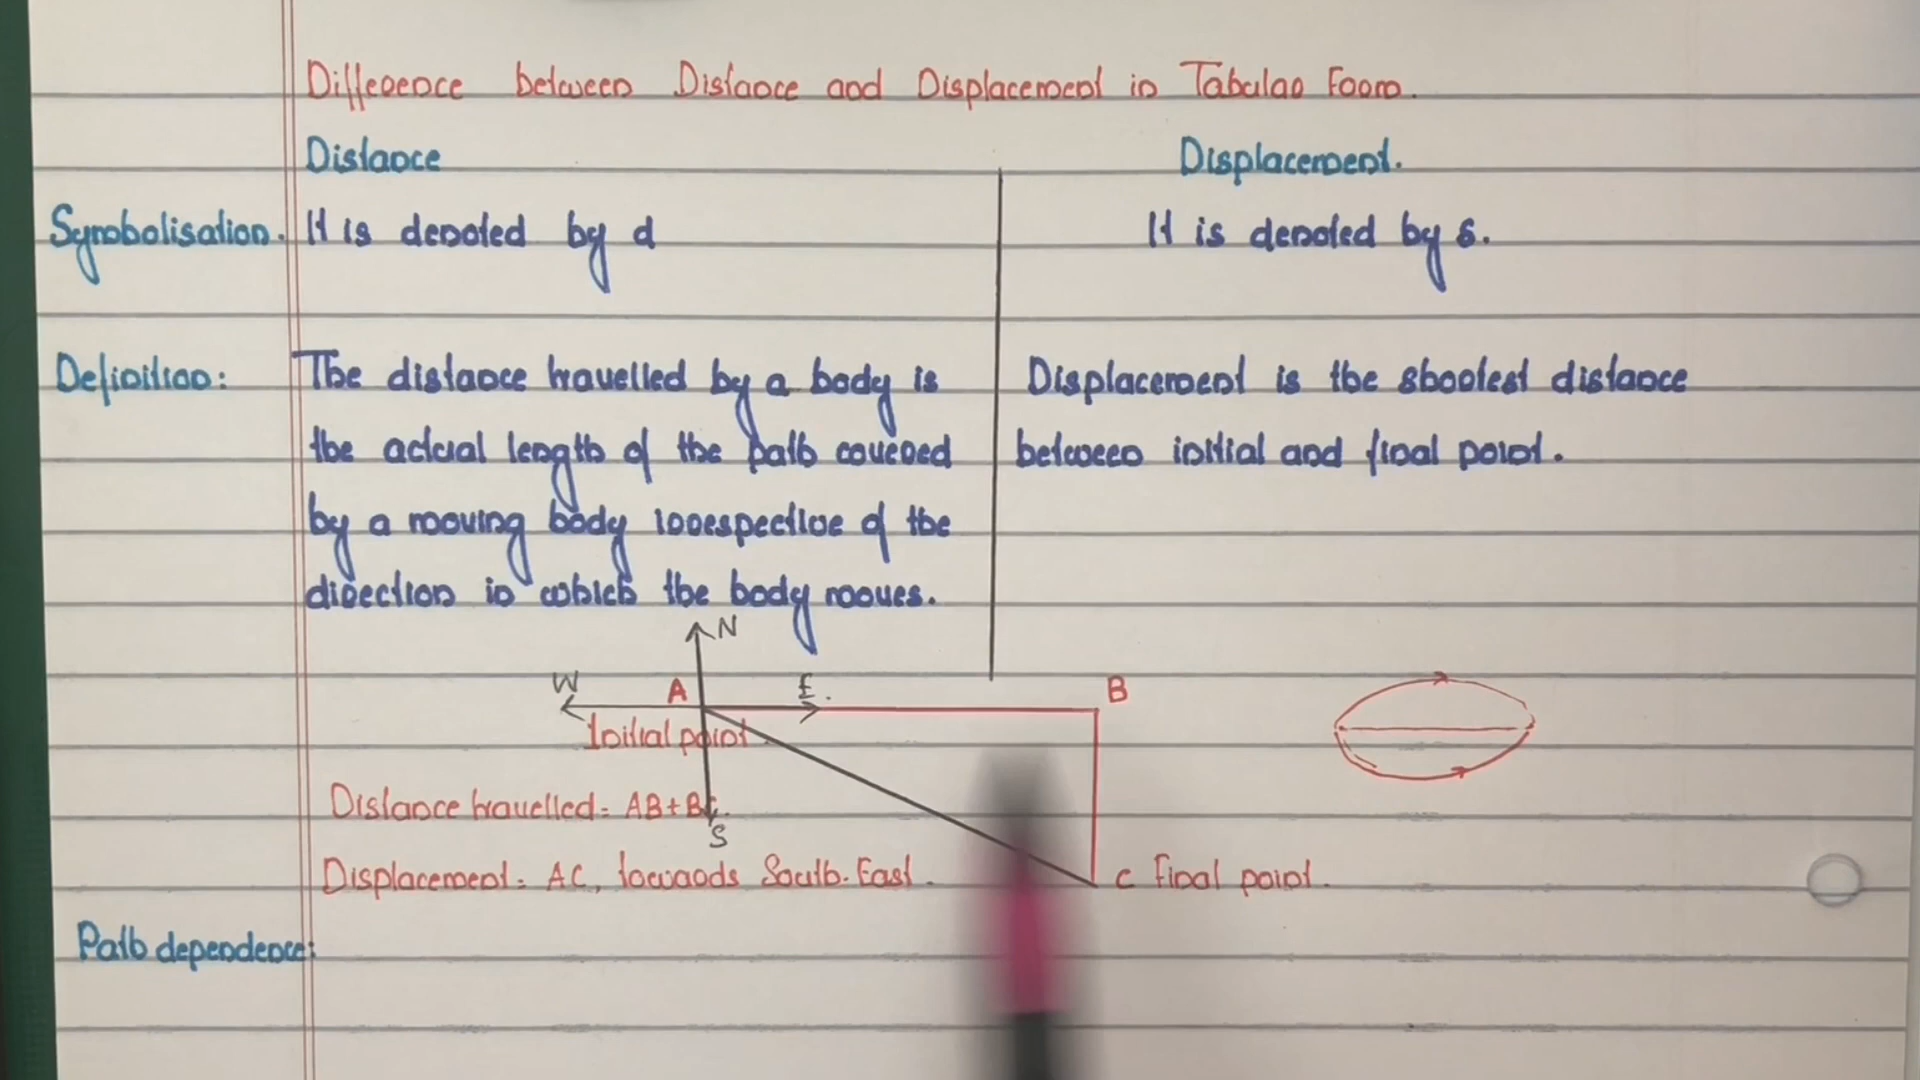 Difference between Distance and Displacement in Tabular Form.
Distance Displacement.
Symbolisation. It is denoted by d It is denoted by s.
Definition: The distance travelled by a body is Displacement is the shortest distance
the actual length of the path covered between initial and final point.
by a moving body irrespective of the
direction in which the body moves.
N
W A E. B
Initial point
Distance travelled = AB + BC.
S
Displacement = AC, towards South-East. C Final point.
Path dependence: